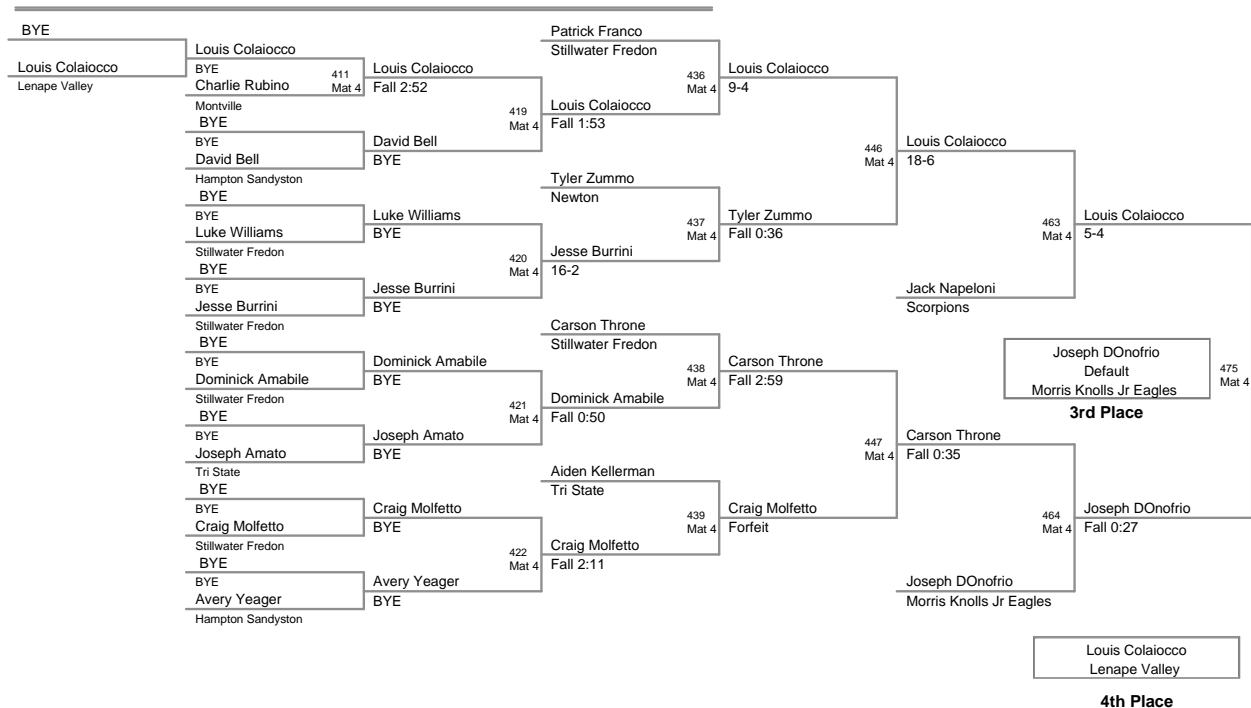 BYE
Louis Colaiocco
Lenape Valley
Louis Colaiocco
BYE
Charlie Rubino
Montville
BYE
BYE
David Bell
Hampton Sandyston
BYE
BYE
Luke Williams
Stillwater Fredon
BYE
BYE
Jesse Burrini
Stillwater Fredon
BYE
BYE
Dominick Amabile
Stillwater Fredon
BYE
BYE
Joseph Amato
Tri State
BYE
BYE
Craig Molfetto
Stillwater Fredon
BYE
BYE
Avery Yeager
Hampton Sandyston
411
Mat 4
Louis Colaiocco
Fall 2:52
David Bell
BYE
Luke Williams
BYE
Jesse Burrini
BYE
Dominick Amabile
BYE
Joseph Amato
BYE
Craig Molfetto
BYE
Avery Yeager
BYE
419
Mat 4
420
Mat 4
421
Mat 4
422
Mat 4
Patrick Franco
Stillwater Fredon
Louis Colaiocco
Fall 1:53
Tyler Zummo
Newton
Jesse Burrini
16-2
Carson Throne
Stillwater Fredon
Dominick Amabile
Fall 0:50
Aiden Kellerman
Tri State
Craig Molfetto
Fall 2:11
436
Mat 4
437
Mat 4
438
Mat 4
439
Mat 4
Louis Colaiocco
9-4
Tyler Zummo
Fall 0:36
Carson Throne
Fall 2:59
Craig Molfetto
Forfeit
446
Mat 4
447
Mat 4
Louis Colaiocco
18-6
Jack Napeloni
Scorpions
Carson Throne
Fall 0:35
Joseph DOnofrio
Morris Knolls Jr Eagles
463
Mat 4
464
Mat 4
Louis Colaiocco
5-4
Joseph DOnofrio
Fall 0:27
Joseph DOnofrio
Default
Morris Knolls Jr Eagles
3rd Place
475
Mat 4
Louis Colaiocco
Lenape Valley
4th Place